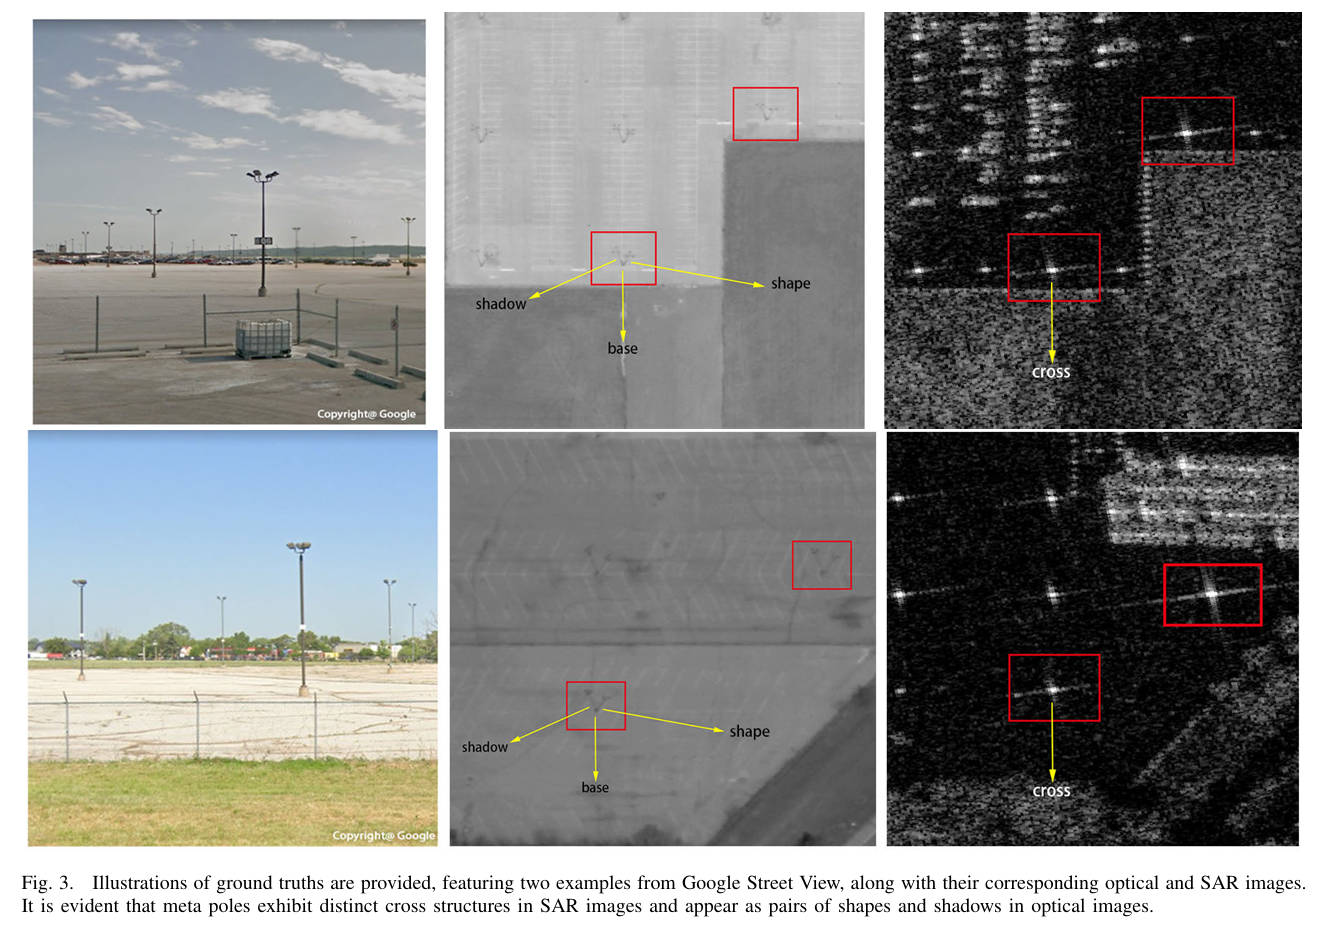 Copyright@ Google
shadow
shape
base
cross
Copyright@ Google
shadow
shape
base
cross
Fig. 3. Illustrations of ground truths are provided, featuring two examples from Google Street View, along with their corresponding optical and SAR images.
It is evident that meta poles exhibit distinct cross structures in SAR images and appear as pairs of shapes and shadows in optical images.